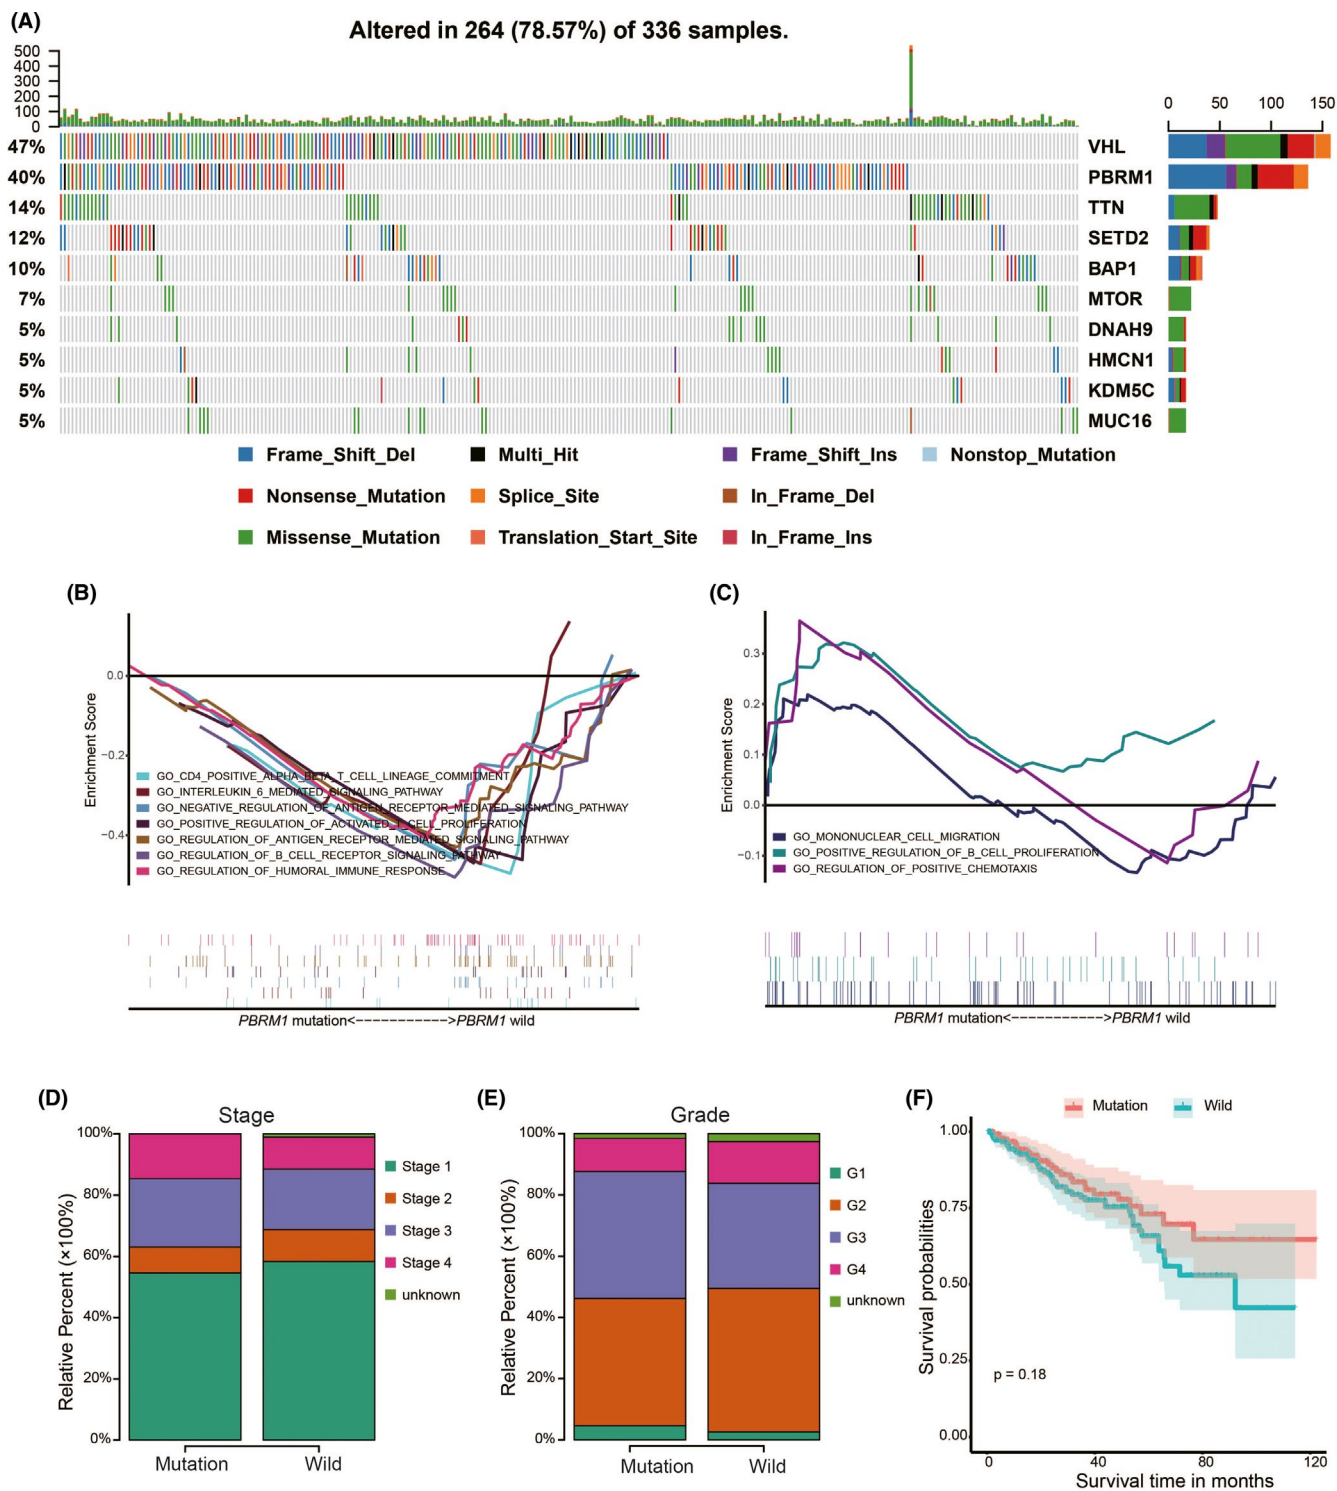 (A)
Altered in 264 (78.57%) of 336 samples.
500
400
300
200
100
0
0 50 100 150
47% VHL
40% PBRM1
14% TTN
12% SETD2
10% BAP1
7% MTOR
5% DNAH9
5% HMCN1
5% KDM5C
5% MUC16
Frame_Shift_Del Multi_Hit Frame_Shift_Ins Nonstop_Mutation
Nonsense_Mutation Splice_Site In_Frame_Del
Missense_Mutation Translation_Start_Site In_Frame_Ins
(B)
Enrichment Score
0.0
−0.2
−0.4
GO_CD4_POSITIVE_ALPHA_BETA_T_CELL_LINEAGE_COMMITMENT
GO_INTERLEUKIN_6_MEDIATED_SIGNALING_PATHWAY
GO_NEGATIVE_REGULATION_OF_ANTIGEN_RECEPTOR_MEDIATED_SIGNALING_PATHWAY
GO_POSITIVE_REGULATION_OF_ACTIVATED_T_CELL_PROLIFERATION
GO_REGULATION_OF_ANTIGEN_RECEPTOR_MEDIATED_SIGNALING_PATHWAY
GO_REGULATION_OF_B_CELL_RECEPTOR_SIGNALING_PATHWAY
GO_REGULATION_OF_HUMORAL_IMMUNE_RESPONSE
PBRM1 mutation<------------->PBRM1 wild
(C)
Enrichment Score
0.3
0.2
0.1
0.0
−0.1
GO_MONONUCLEAR_CELL_MIGRATION
GO_POSITIVE_REGULATION_OF_B_CELL_PROLIFERATION
GO_REGULATION_OF_POSITIVE_CHEMOTAXIS
PBRM1 mutation<------------->PBRM1 wild
(D)
Stage
Relative Percent (×100%)
100%
80%
60%
40%
20%
0%
Mutation Wild
Stage 1
Stage 2
Stage 3
Stage 4
unknown
(E)
Grade
Relative Percent (×100%)
100%
80%
60%
40%
20%
0%
Mutation Wild
G1
G2
G3
G4
unknown
(F)
Mutation Wild
Survival probabilities
1.00
0.75
0.50
0.25
0.00
p = 0.18
0 40 80 120
Survival time in months